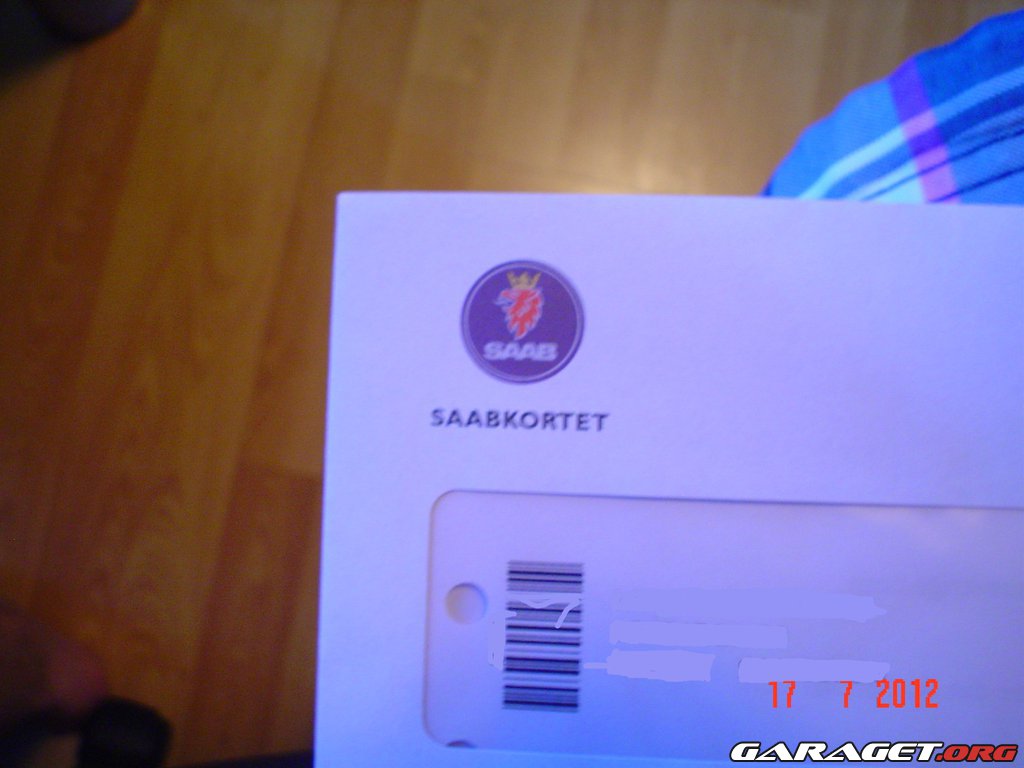 SAAB
SAABKORTET
17 7 2012
GARAGET.ORG